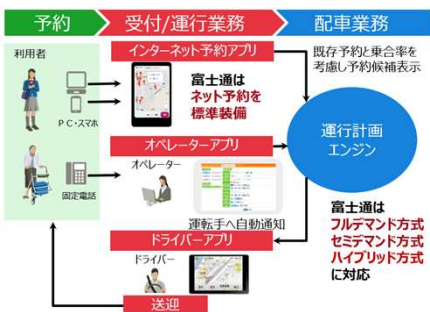 予約
受付/運行業務
配車業務
利用者
PC・スマホ
固定電話
インターネット予約アプリ
富士通は
ネット予約を
標準装備
オペレーターアプリ
オペレーター
運転手へ自動通知
ドライバーアプリ
ドライバー
送迎
既存予約と乗合率を
考慮し予約候補表示
運行計画
エンジン
富士通は
フルデマンド方式
セミデマンド方式
ハイブリッド方式
に対応